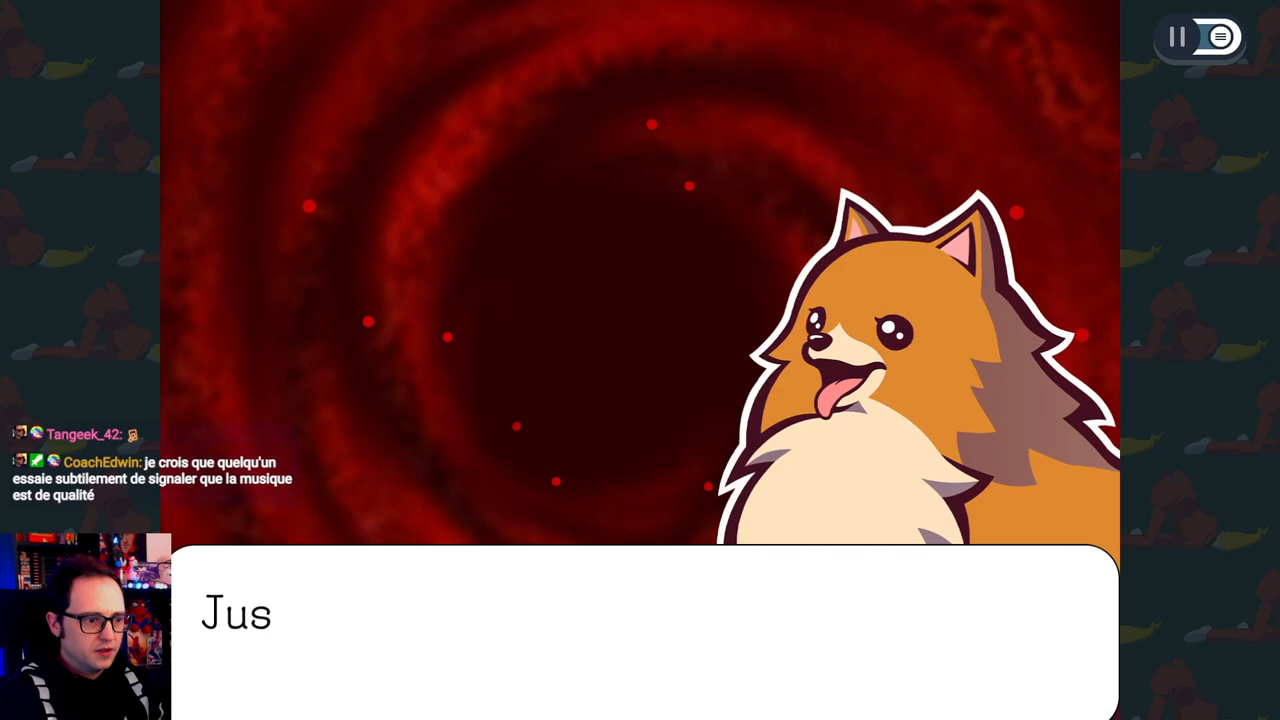 Tangeek_42:
CoachEdwin: je crois que quelqu'un
essaie subtilement de signaler que la musique
est de qualité
Jus